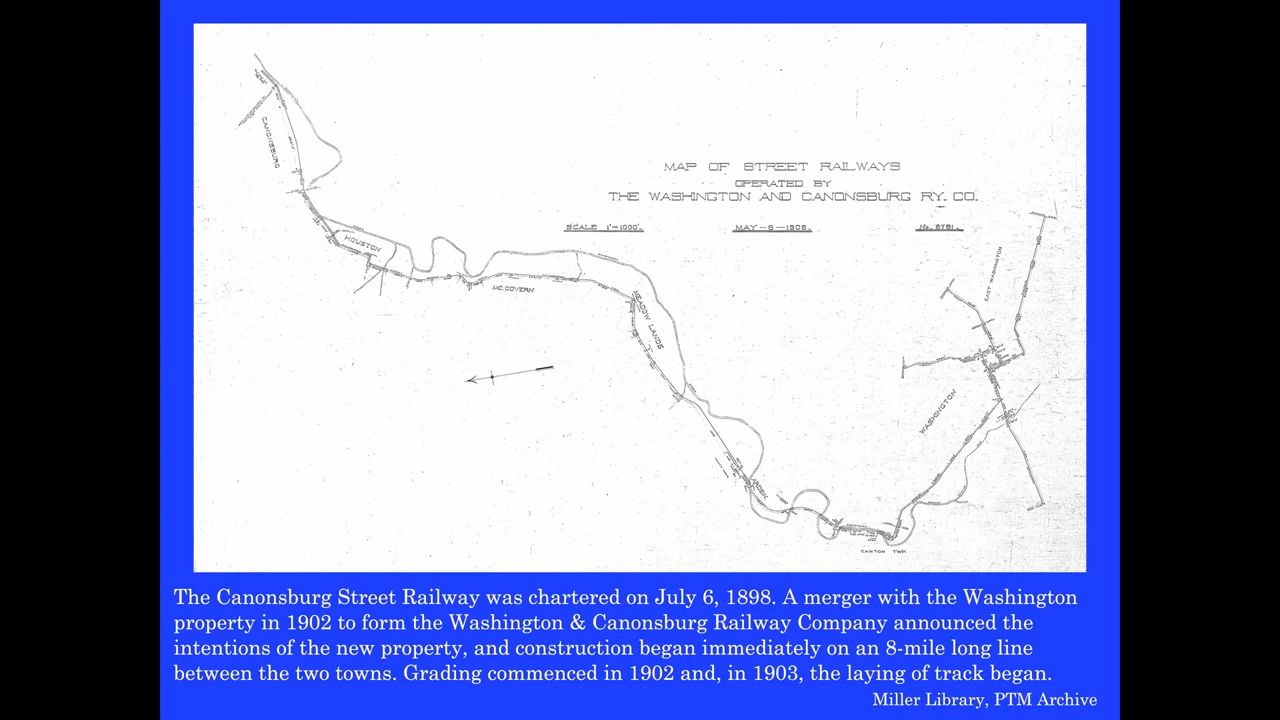 MAP OF STREET RAILWAYS
OPERATED BY
THE WASHINGTON AND CANONSBURG RY. CO.
SCALE 1"=1000'.
MAY-8-1906.
CANONSBURG
HOUSTON
MC. GOVERN
MEADOW LANDS
ARDEN
CANTON TWP.
WASHINGTON
EAST WASHINGTON
The Canonsburg Street Railway was chartered on July 6, 1898. A merger with the Washington
property in 1902 to form the Washington & Canonsburg Railway Company announced the
intentions of the new property, and construction began immediately on an 8-mile long line
between the two towns. Grading commenced in 1902 and, in 1903, the laying of track began.
Miller Library, PTM Archive